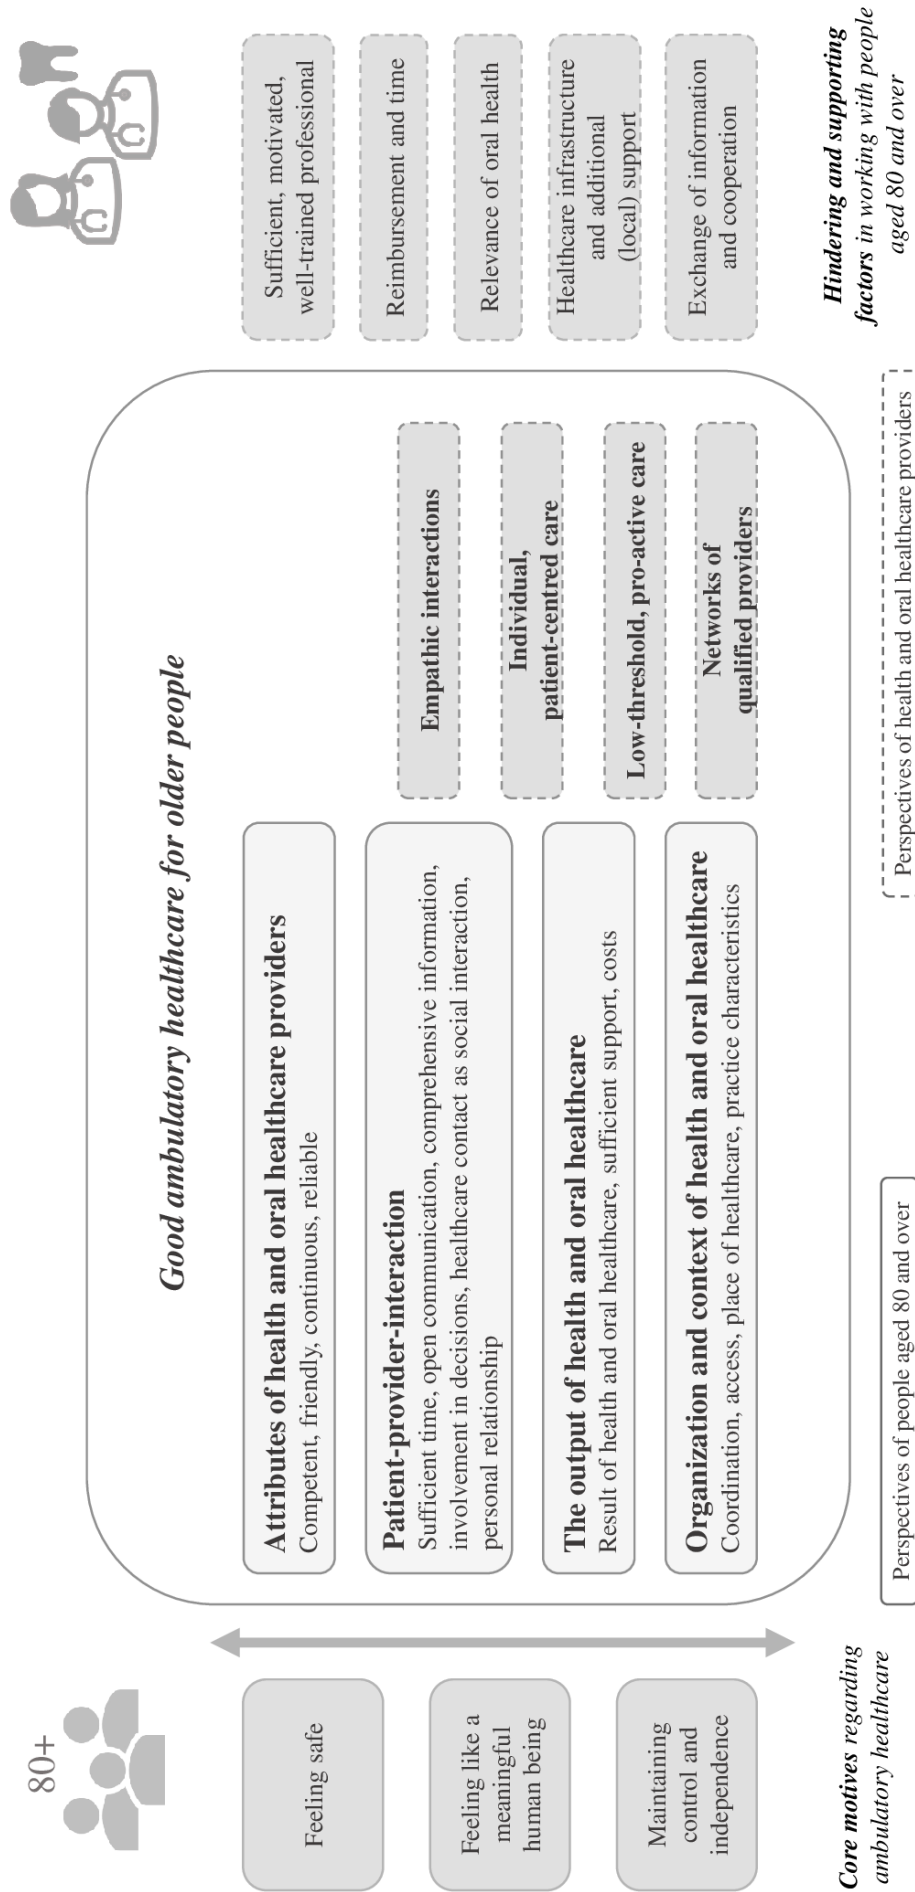 80+
Feeling safe
Feeling like a
meaningful
human being
Maintaining
control and
independence
Core motives regarding
ambulatory healthcare
Good ambulatory healthcare for older people
Attributes of health and oral healthcare providers
Competent, friendly, continuous, reliable
Patient-provider-interaction
Sufficient time, open communication, comprehensive information,
involvement in decisions, healthcare contact as social interaction,
personal relationship
The output of health and oral healthcare
Result of health and oral healthcare, sufficient support, costs
Organization and context of health and oral healthcare
Coordination, access, place of healthcare, practice characteristics
Empathic interactions
Individual,
patient-centred care
Low-threshold, pro-active care
Networks of
qualified providers
Sufficient, motivated,
well-trained professional
Reimbursement and time
Relevance of oral health
Healthcare infrastructure
and additional
(local) support
Exchange of information
and cooperation
Hindering and supporting
factors in working with people
aged 80 and over
Perspectives of people aged 80 and over
Perspectives of health and oral healthcare providers